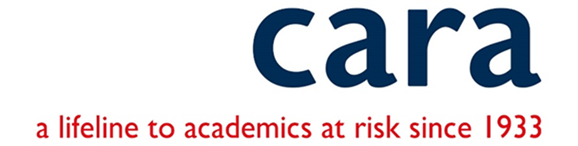 cara
a lifeline to academics at risk since 1933